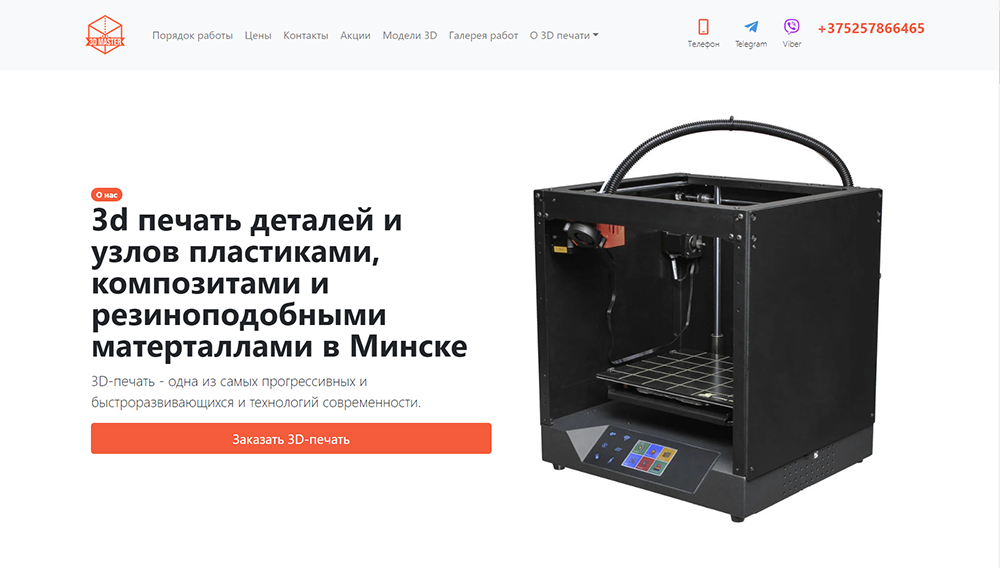 3D MASTER
Порядок работы Цены Контакты Акции Модели 3D Галерея работ О 3D печати
Телефон Telegram Viber +375257866465
О нас
3d печать деталей и
узлов пластиками,
композитами и
резиноподобными
матерталлами в Минске
3D-печать - одна из самых прогрессивных и
быстроразвивающихся и технологий современности.
Заказать 3D-печать